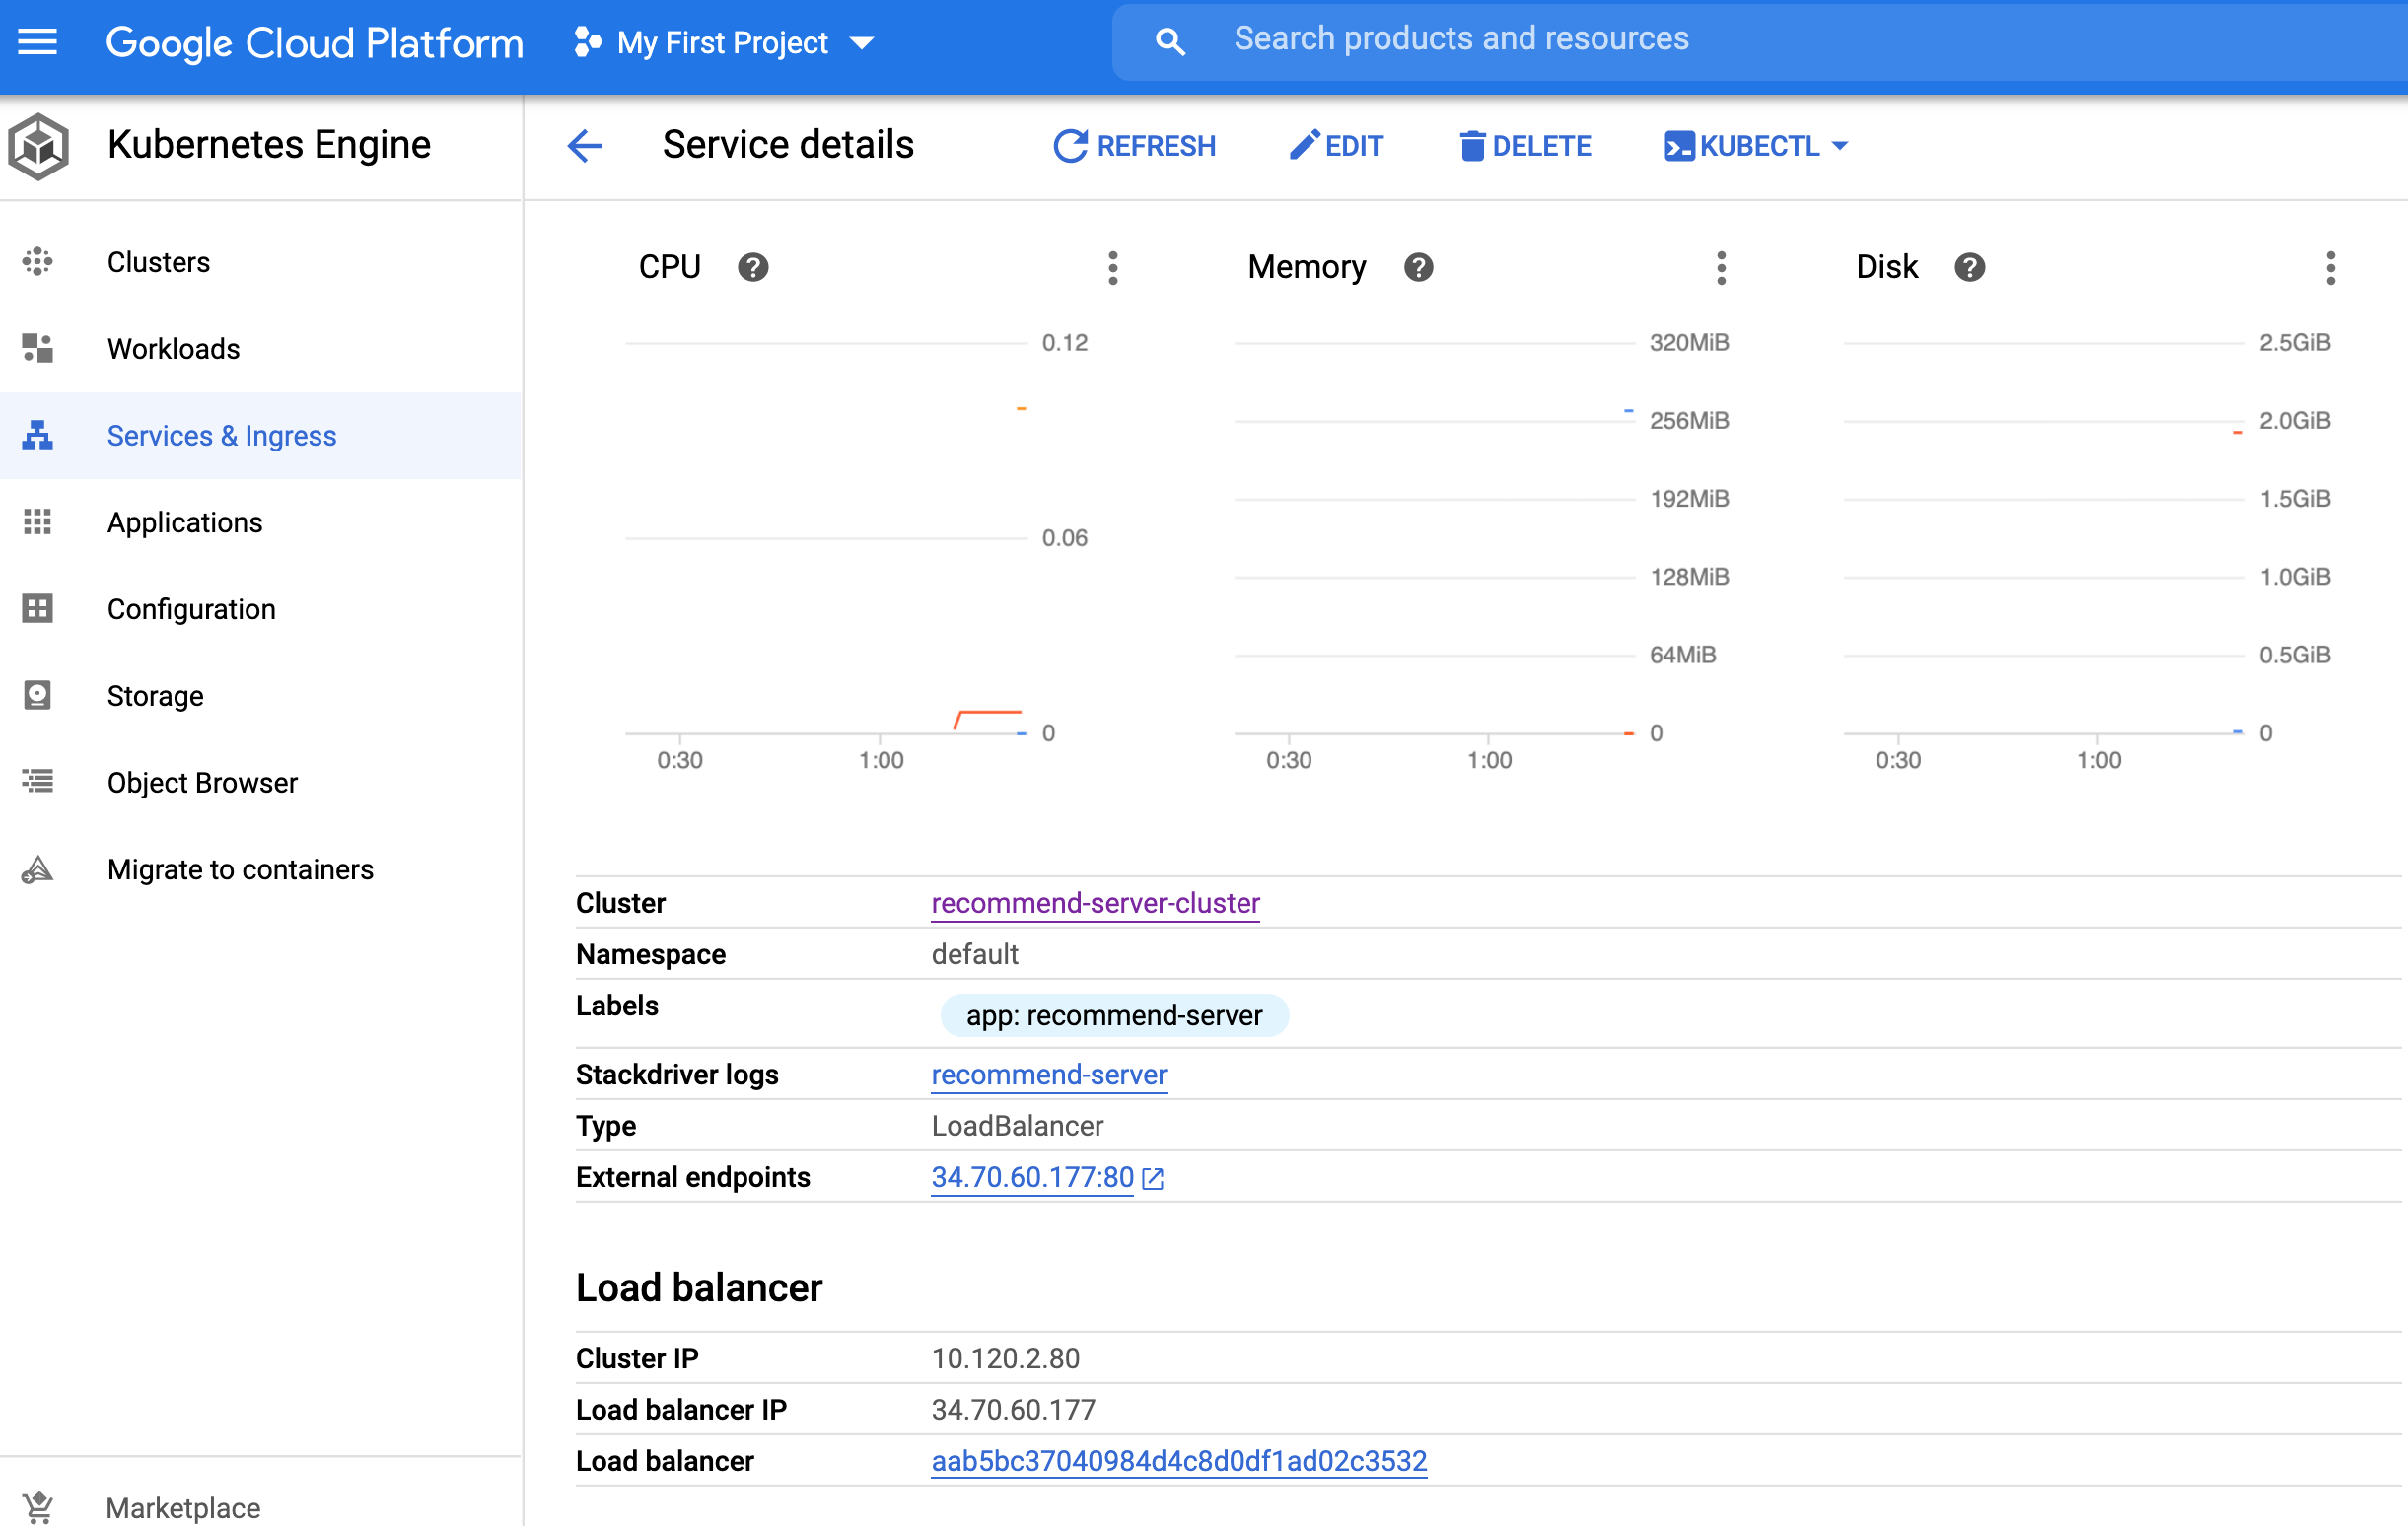 Google Cloud Platform
My First Project
Search products and resources
Kubernetes Engine
Service details
REFRESH
EDIT
DELETE
KUBECTL
Clusters
Workloads
Services & Ingress
Applications
Configuration
Storage
Object Browser
Migrate to containers
Marketplace
CPU
0.12
0.06
0
0:30
1:00
Memory
320MiB
256MiB
192MiB
128MiB
64MiB
0
0:30
1:00
Disk
2.5GiB
2.0GiB
1.5GiB
1.0GiB
0.5GiB
0
0:30
1:00
Cluster recommend-server-cluster
Namespace default
Labels app: recommend-server
Stackdriver logs recommend-server
Type LoadBalancer
External endpoints 34.70.60.177:80
Load balancer
Cluster IP 10.120.2.80
Load balancer IP 34.70.60.177
Load balancer aab5bc37040984d4c8d0df1ad02c3532